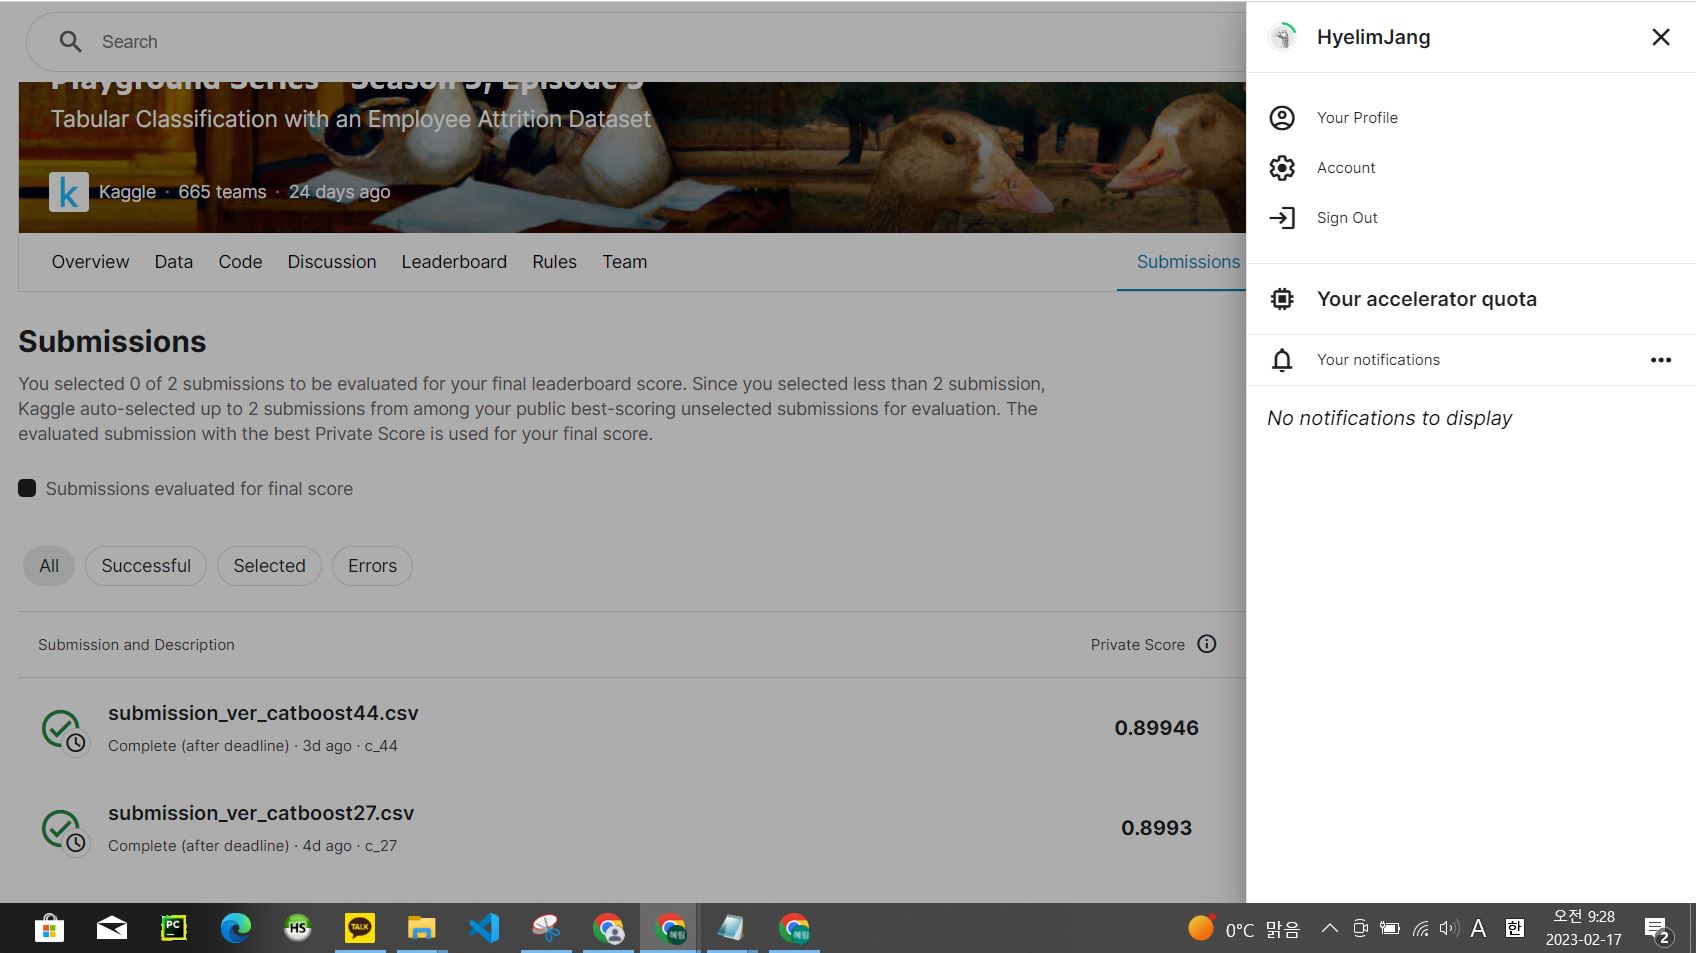 Search
Playground Series - Season 3, Episode 3
Tabular Classification with an Employee Attrition Dataset
k
Kaggle · 665 teams · 24 days ago
Overview
Data
Code
Discussion
Leaderboard
Rules
Team
Submissions
Submissions
You selected 0 of 2 submissions to be evaluated for your final leaderboard score. Since you selected less than 2 submission,
Kaggle auto-selected up to 2 submissions from among your public best-scoring unselected submissions for evaluation. The
evaluated submission with the best Private Score is used for your final score.
Submissions evaluated for final score
All
Successful
Selected
Errors
Submission and Description
Private Score
submission_ver_catboost44.csv
Complete (after deadline) · 3d ago · c_44
0.89946
submission_ver_catboost27.csv
Complete (after deadline) · 4d ago · c_27
0.8993
HyelimJang
Your Profile
Account
Sign Out
Your accelerator quota
Your notifications
No notifications to display
PC
HS
TALK
혜림
혜림
0°C 맑음
A
한
오전 9:28
2023-02-17
2